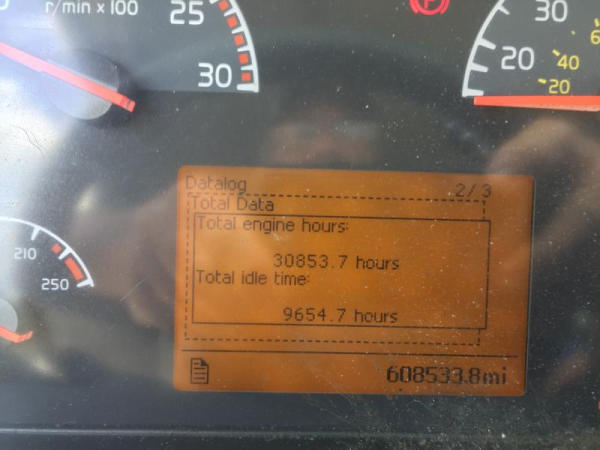 r/min x 100
25
30
30
20
60
40
20
210
250
Datalog 2/3
Total Data
Total engine hours:
30853.7 hours
Total idle time:
9654.7 hours
608533.8mi